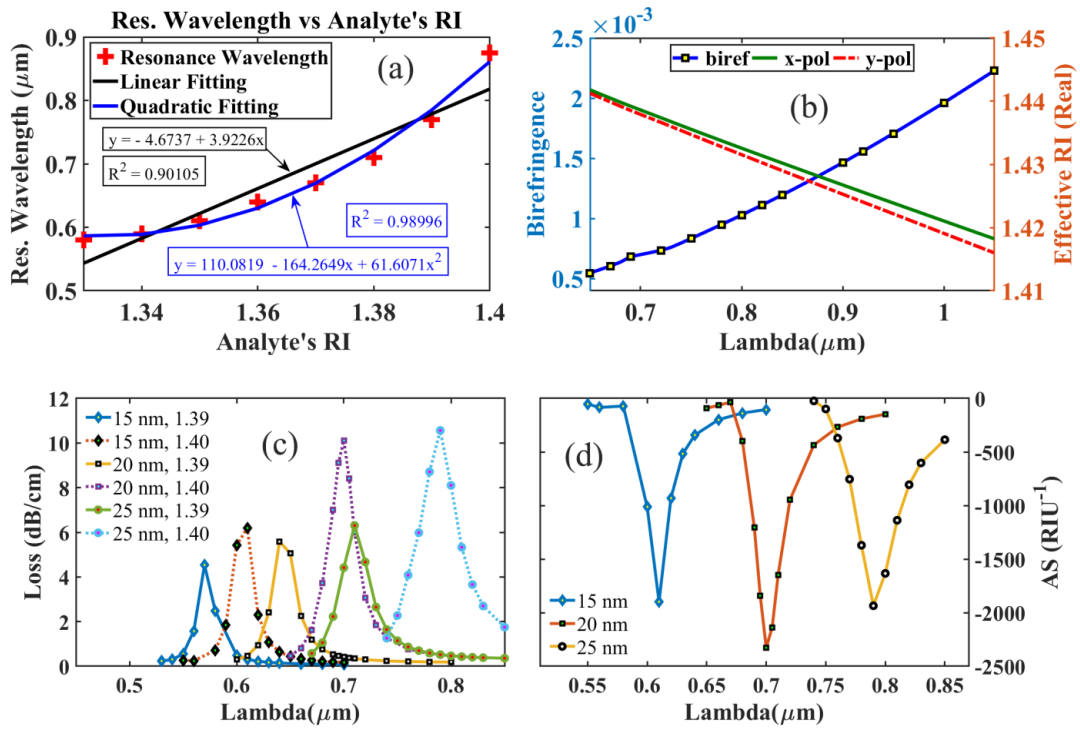 Res. Wavelength vs Analyte's RI
Res. Wavelength (μm)
0.9
0.8
0.7
0.6
0.5
Resonance Wavelength
Linear Fitting
Quadratic Fitting
(a)
y = - 4.6737 + 3.9226x
R² = 0.90105
R² = 0.98996
y = 110.0819 - 164.2649x + 61.6071x²
1.34 1.36 1.38 1.4
Analyte's RI
×10⁻³
Birefringence
2.5
2
1.5
1
0.5
biref x-pol y-pol
(b)
1.45
1.44
1.43
1.42
1.41
Effective RI (Real)
0.7 0.8 0.9 1
Lambda(μm)
Loss (dB/cm)
12
10
8
6
4
2
0
15 nm, 1.39
15 nm, 1.40
20 nm, 1.39
20 nm, 1.40
25 nm, 1.39
25 nm, 1.40
(c)
0.5 0.6 0.7 0.8
Lambda(μm)
(d)
15 nm
20 nm
25 nm
0
-500
-1000
-1500
-2000
-2500
AS (RIU⁻¹)
0.55 0.6 0.65 0.7 0.75 0.8 0.85
Lambda(μm)